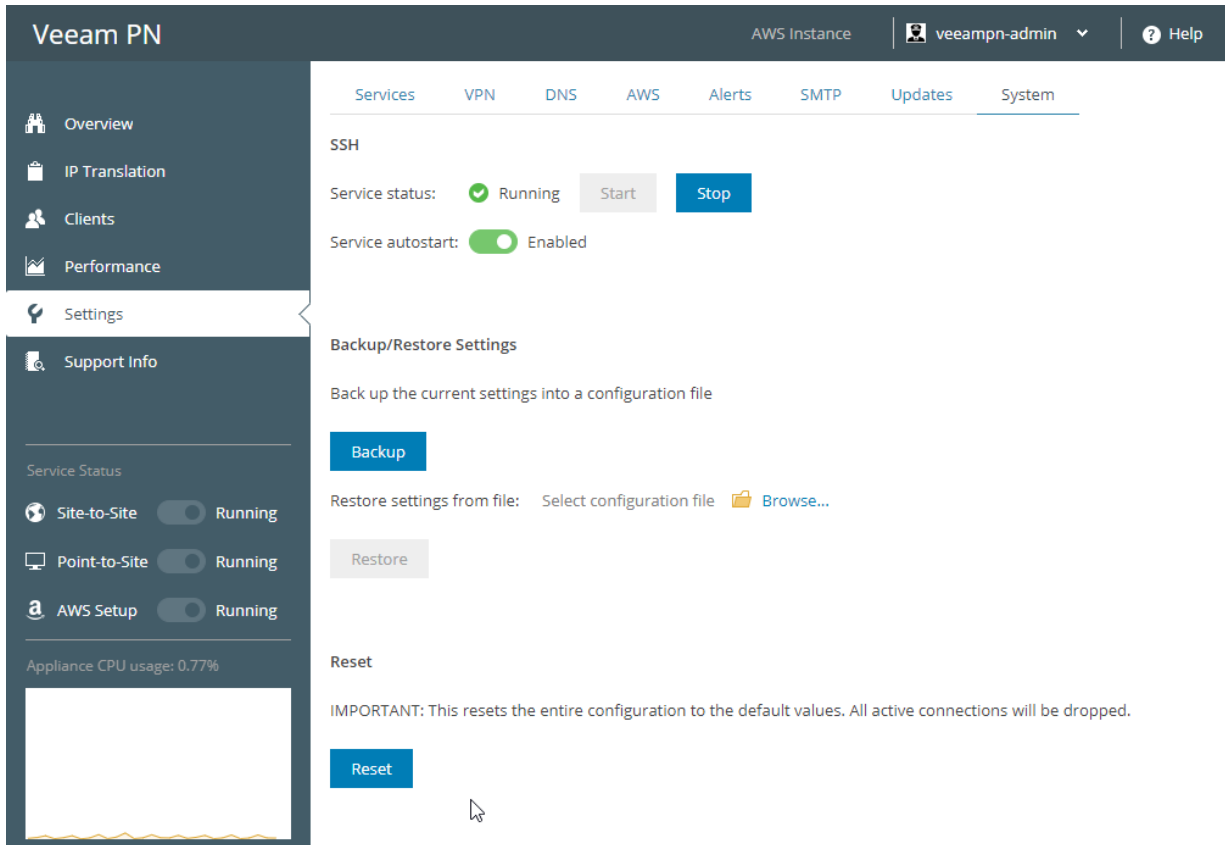 Veeam PN
AWS Instance
veeampn-admin
Help
Overview
IP Translation
Clients
Performance
Settings
Support Info
Service Status
Site-to-Site Running
Point-to-Site Running
AWS Setup Running
Appliance CPU usage: 0.77%
Services VPN DNS AWS Alerts SMTP Updates System
SSH
Service status: Running Start Stop
Service autostart: Enabled
Backup/Restore Settings
Back up the current settings into a configuration file
Backup
Restore settings from file: Select configuration file Browse...
Restore
Reset
IMPORTANT: This resets the entire configuration to the default values. All active connections will be dropped.
Reset